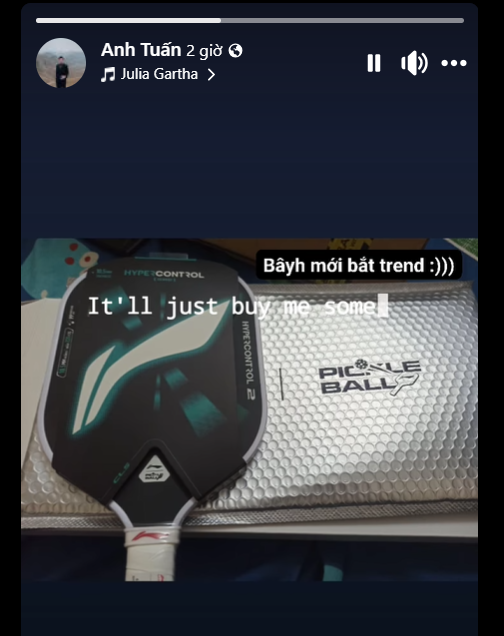 Anh Tuấn 2 giờ
Julia Gartha
Bâyh mới bắt trend :)))
HYPERCONTROL
It'll just buy me some
HYPERCONTROL 2
PICKLE
BALL